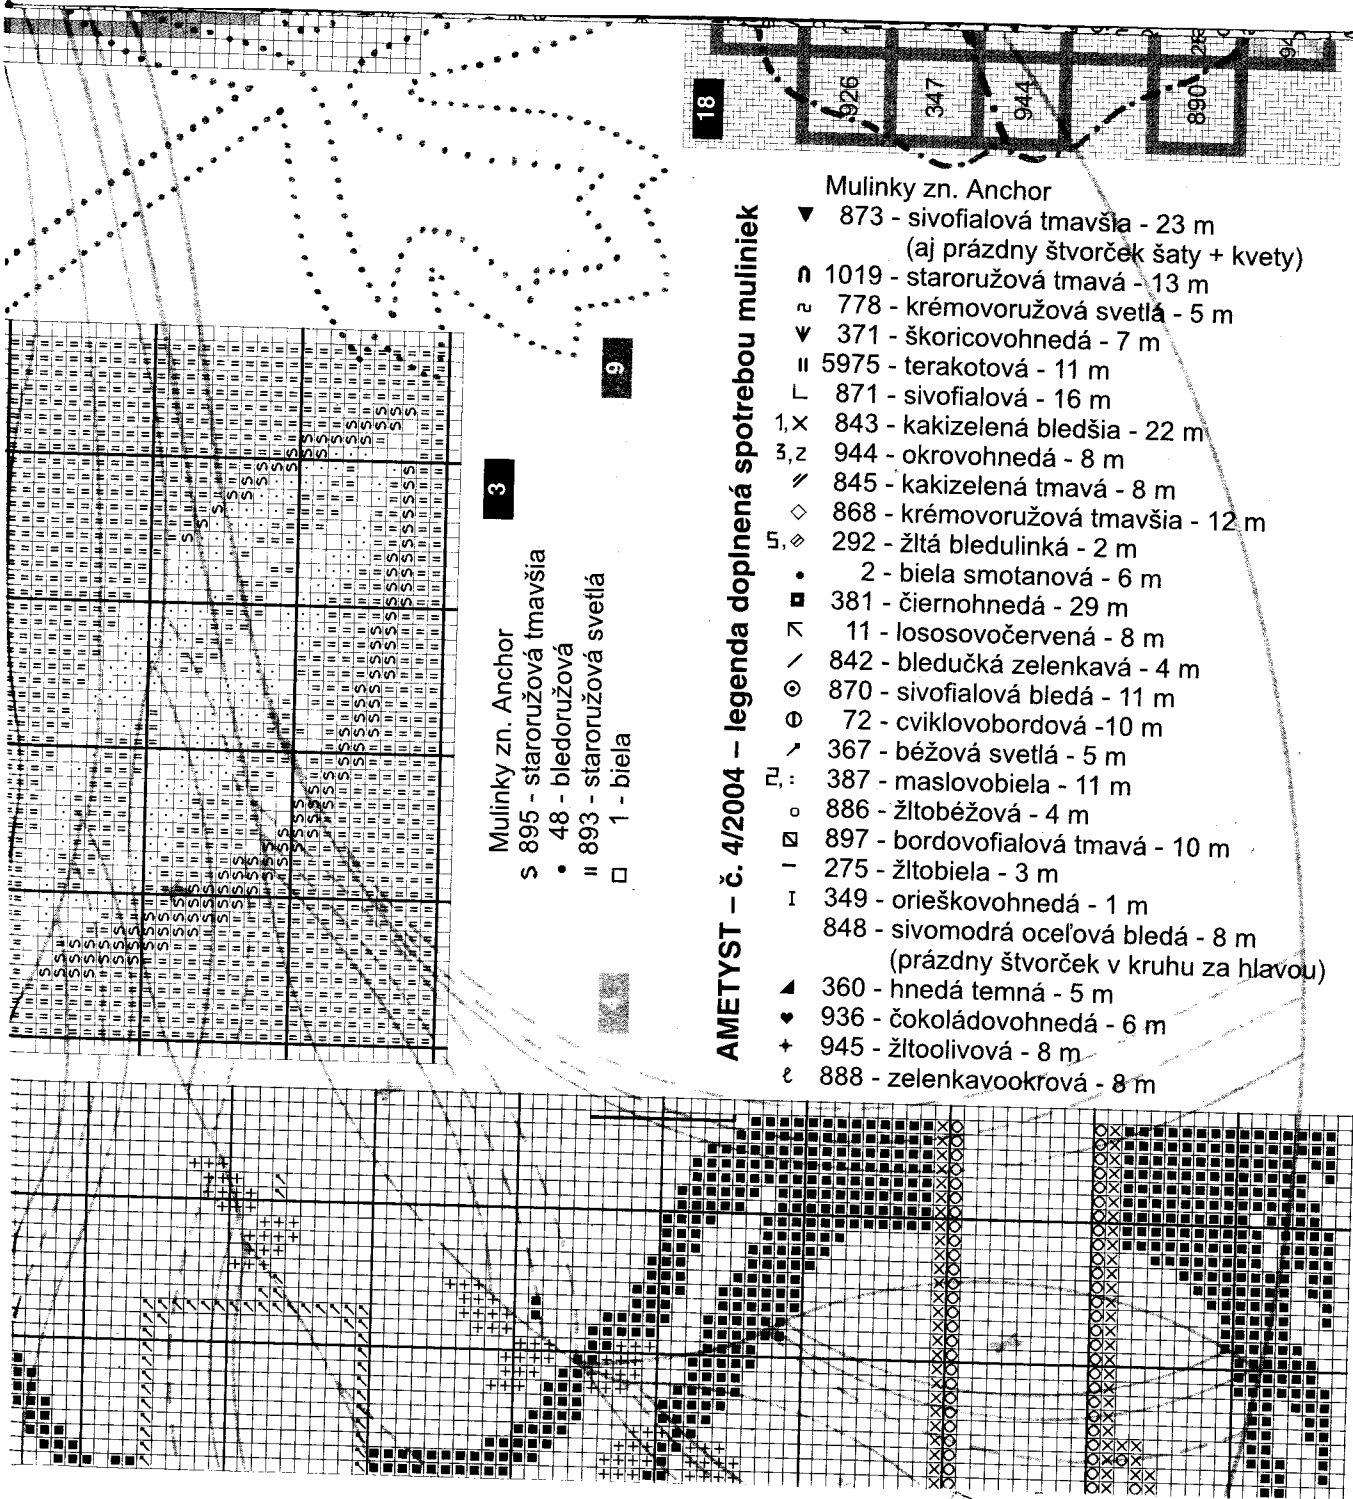 18
926
347
944
890
Mulinky zn. Anchor
▼ 873 - sivofialová tmavšia - 23 m
(aj prázdny štvorček šaty + kvety)
1019 - staroružová tmavá - 13 m
778 - krémovoružová svetlá - 5 m
371 - škoricovohnedá - 7 m
5975 - terakotová - 11 m
871 - sivofialová - 16 m
1, × 843 - kakizelená bledšia - 22 m
3, z 944 - okrovohnedá - 8 m
845 - kakizelená tmavá - 8 m
◇ 868 - krémovoružová tmavšia - 12 m
5, 292 - žltá bledulinká - 2 m
• 2 - biela smotanová - 6 m
381 - čiernohnedá - 29 m
11 - lososovočervená - 8 m
/ 842 - bledučká zelenkavá - 4 m
⊙ 870 - sivofialová bledá - 11 m
72 - cviklovobordová -10 m
367 - béžová svetlá - 5 m
2, : 387 - maslovobiela - 11 m
886 - žltobéžová - 4 m
897 - bordovofialová tmavá - 10 m
– 275 - žltobiela - 3 m
I 349 - orieškovohnedá - 1 m
848 - sivomodrá oceľová bledá - 8 m
(prázdny štvorček v kruhu za hlavou)
360 - hnedá temná - 5 m
♥ 936 - čokoládovohnedá - 6 m
+ 945 - žltoolivová - 8 m
ℓ 888 - zelenkavookrová - 8 m
AMETYST – č. 4/2004 – legenda doplnená spotrebou muliniek
9
3
Mulinky zn. Anchor
S 895 - staroružová tmavšia
• 48 - bledoružová
= 893 - staroružová svetlá
□ 1 - biela